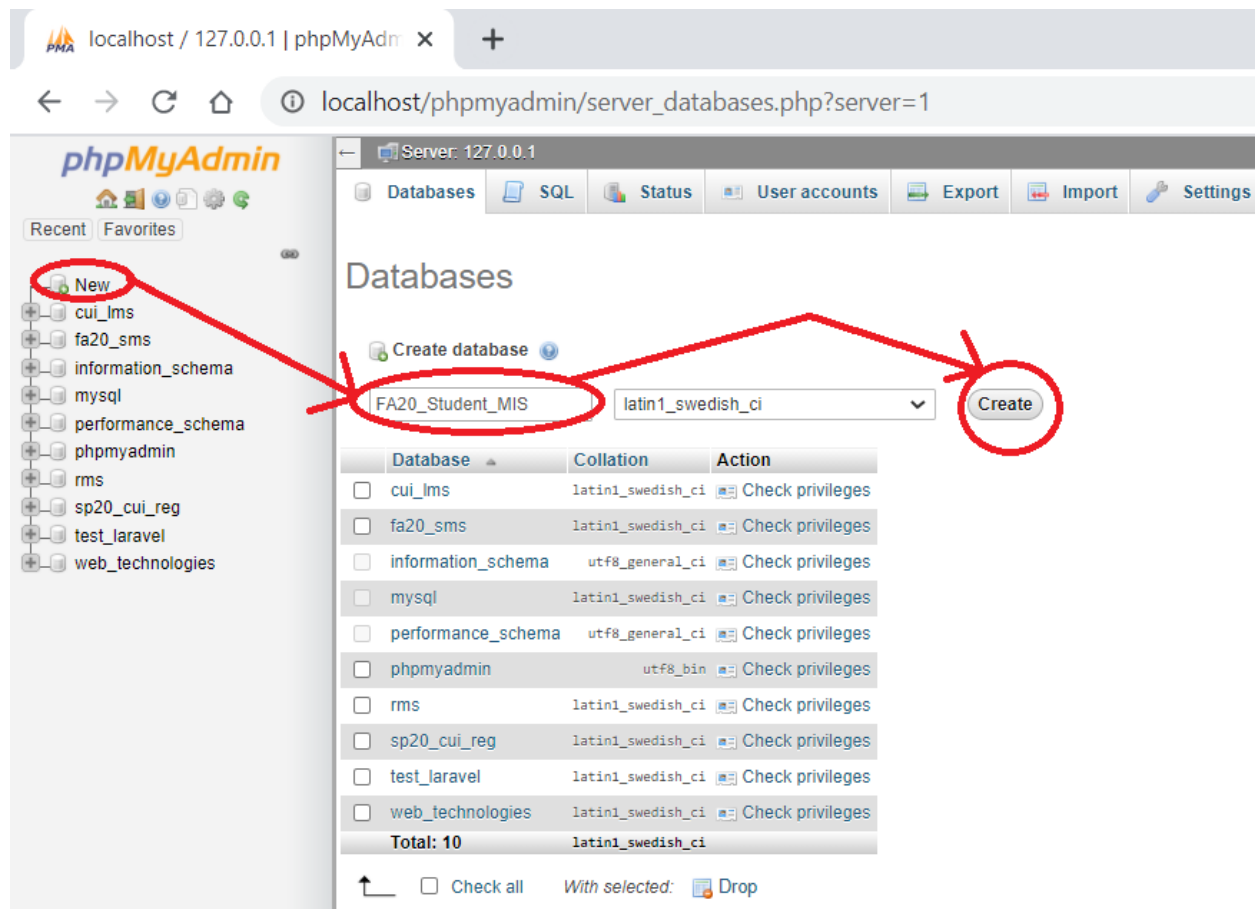 localhost / 127.0.0.1 | phpMyAdm
localhost/phpmyadmin/server_databases.php?server=1
phpMyAdmin
Recent Favorites
New
cui_lms
fa20_sms
information_schema
mysql
performance_schema
phpmyadmin
rms
sp20_cui_reg
test_laravel
web_technologies
Server: 127.0.0.1
Databases SQL Status User accounts Export Import Settings
Databases
Create database
FA20_Student_MIS latin1_swedish_ci Create
Database Collation Action
cui_lms latin1_swedish_ci Check privileges
fa20_sms latin1_swedish_ci Check privileges
information_schema utf8_general_ci Check privileges
mysql latin1_swedish_ci Check privileges
performance_schema utf8_general_ci Check privileges
phpmyadmin utf8_bin Check privileges
rms latin1_swedish_ci Check privileges
sp20_cui_reg latin1_swedish_ci Check privileges
test_laravel latin1_swedish_ci Check privileges
web_technologies latin1_swedish_ci Check privileges
Total: 10 latin1_swedish_ci
Check all With selected: Drop